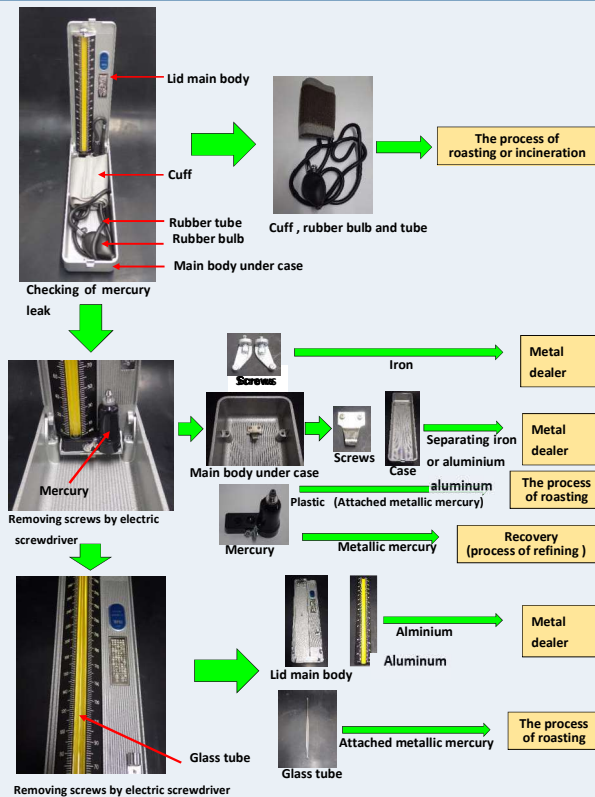 Lid main body
Cuff
Rubber tube
Rubber bulb
Main body under case
Checking of mercury
leak
Cuff , rubber bulb and tube
The process of
roasting or incineration
Screws
Iron
Metal
dealer
Mercury
Removing screws by electric
screwdriver
Main body under case
Screws
Case
Separating iron
or aluminium
aluminum
Metal
dealer
Plastic (Attached metallic mercury)
The process
of roasting
Mercury
Metallic mercury
Recovery
(process of refining )
Glass tube
Removing screws by electric screwdriver
Lid main body
Alminium
Aluminum
Metal
dealer
Glass tube
Attached metallic mercury
The process
of roasting